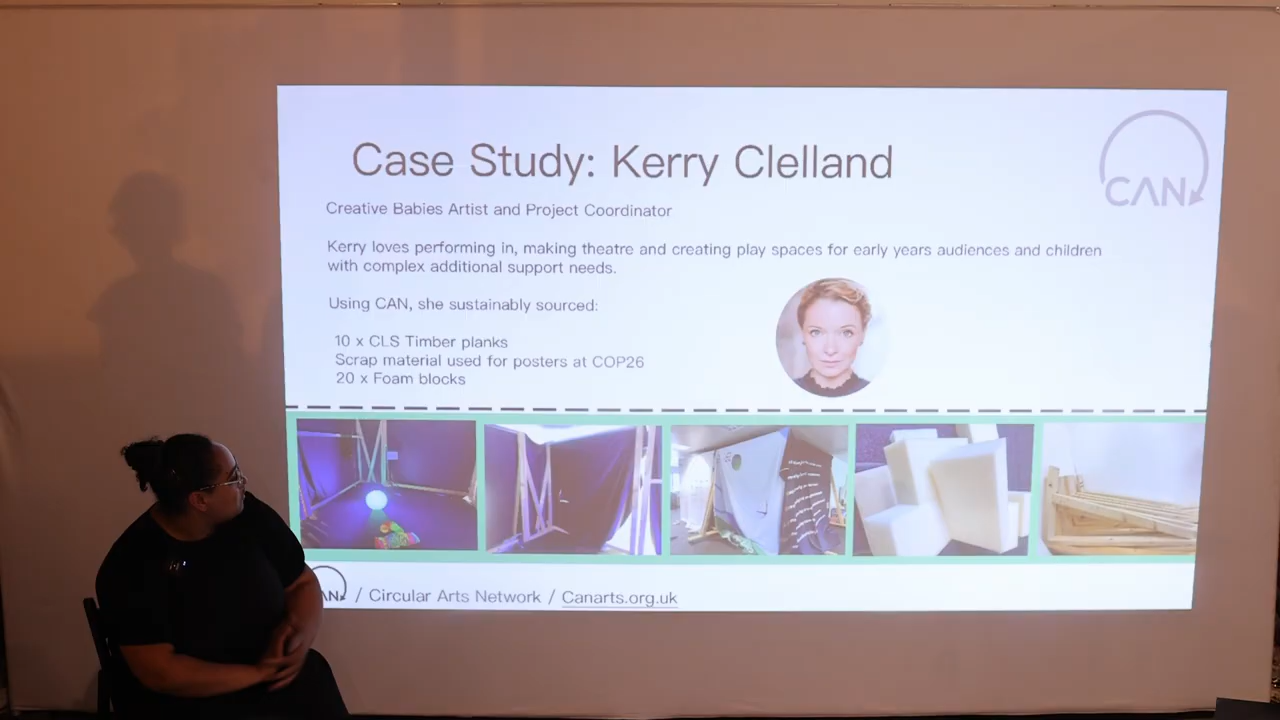 Case Study: Kerry Clelland
CAN
Creative Babies Artist and Project Coordinator
Kerry loves performing in, making theatre and creating play spaces for early years audiences and children
with complex additional support needs.
Using CAN, she sustainably sourced:
10 x CLS Timber planks
Scrap material used for posters at COP26
20 x Foam blocks
/ Circular Arts Network / Canarts.org.uk